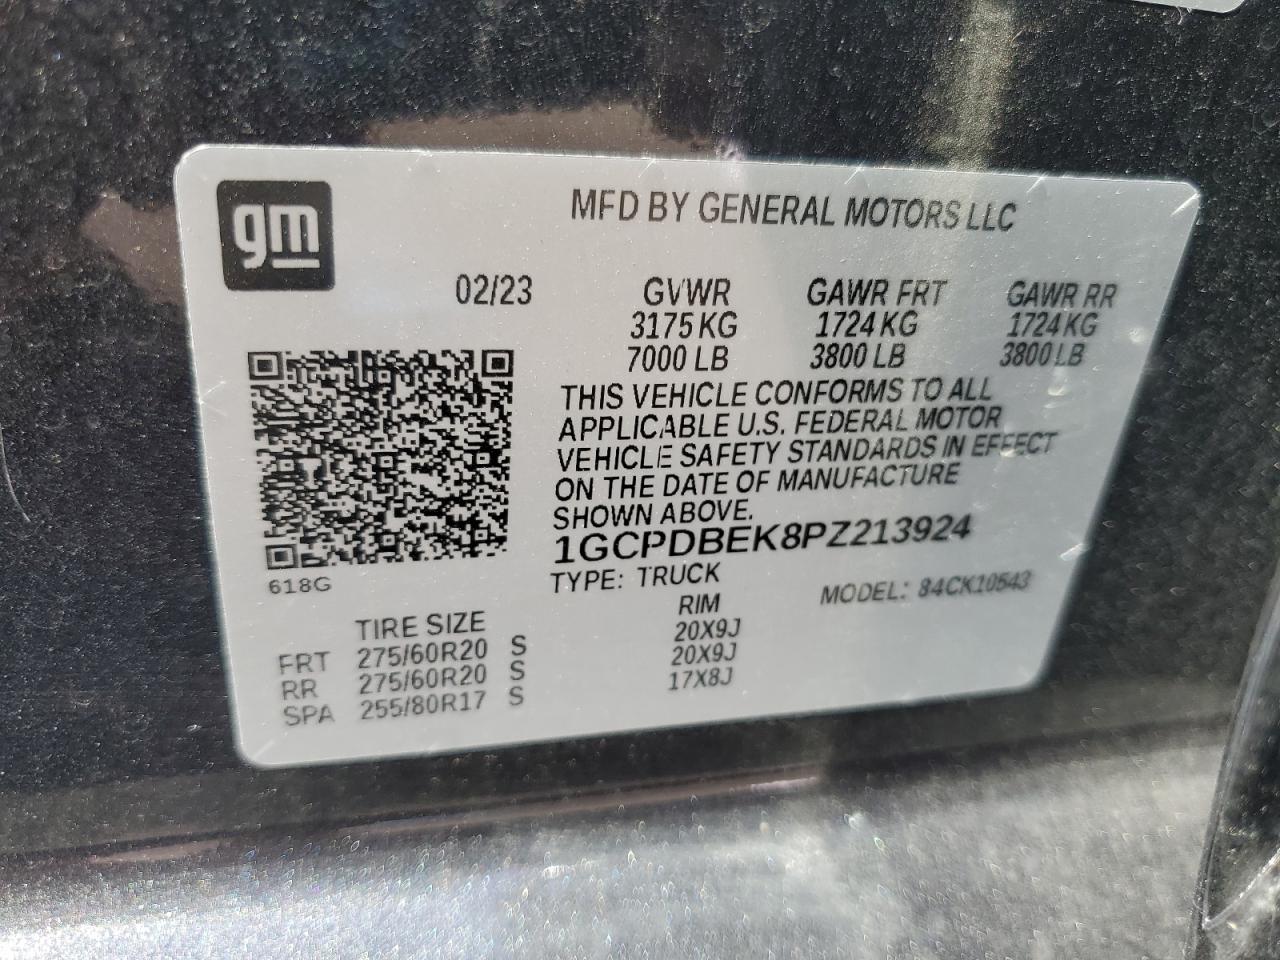 gm
MFD BY GENERAL MOTORS LLC
02/23 GVWR GAWR FRT GAWR RR
3175 KG 1724 KG 1724 KG
7000 LB 3800 LB 3800 LB
THIS VEHICLE CONFORMS TO ALL
APPLICABLE U.S. FEDERAL MOTOR
VEHICLE SAFETY STANDARDS IN EFFECT
ON THE DATE OF MANUFACTURE
SHOWN ABOVE.
1GCPDBEK8PZ213924
618G
TYPE: TRUCK MODEL: 84CK10543
TIRE SIZE RIM
FRT 275/60R20 S 20X9J
RR 275/60R20 S 20X9J
SPA 255/80R17 S 17X8J